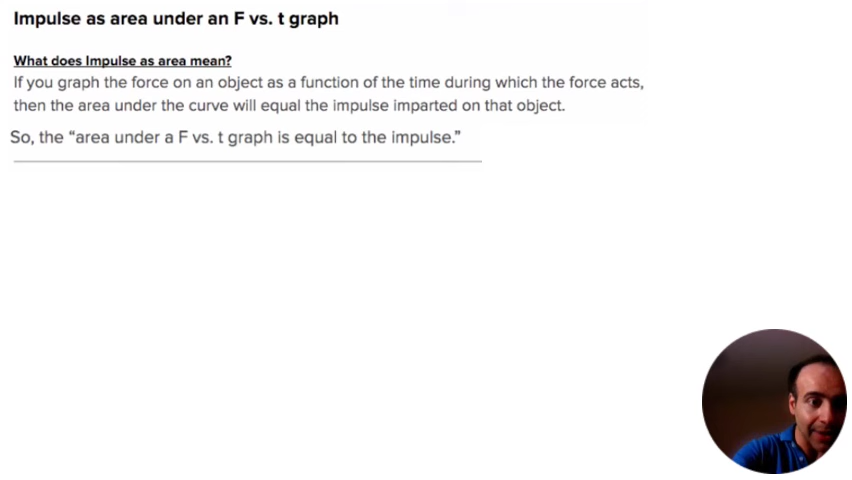 Impulse as area under an F vs. t graph
What does Impulse as area mean?
If you graph the force on an object as a function of the time during which the force acts,
then the area under the curve will equal the impulse imparted on that object.
So, the “area under a F vs. t graph is equal to the impulse.”